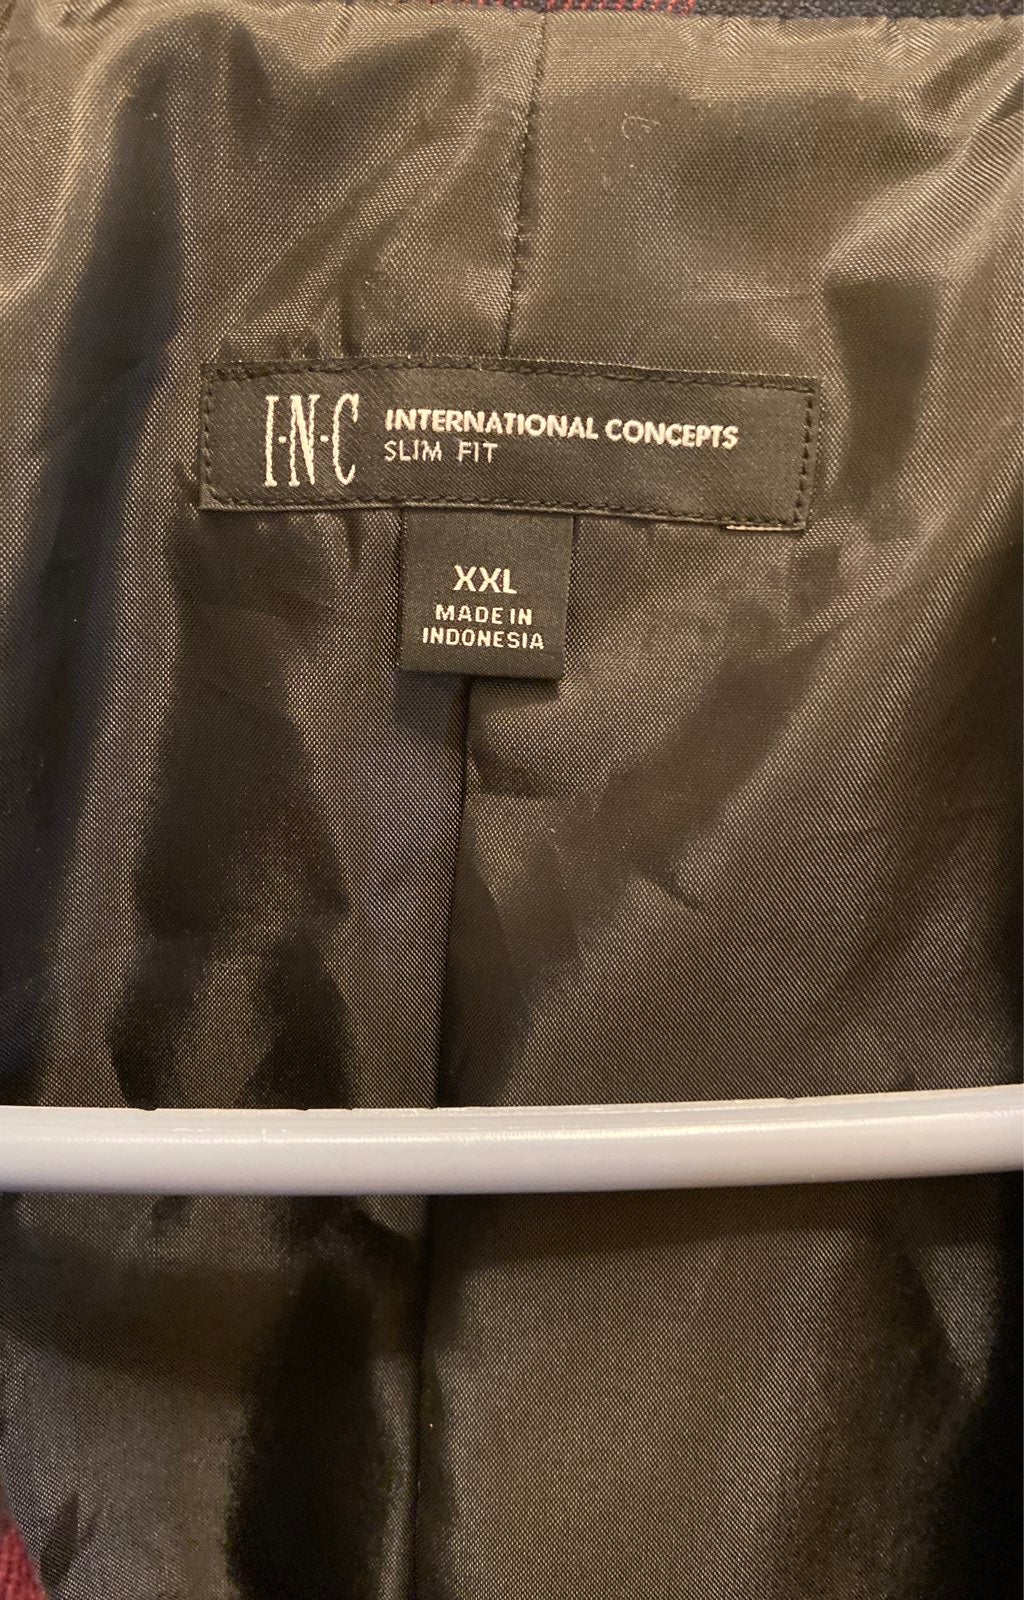 I·N·C INTERNATIONAL CONCEPTS
SLIM FIT
XXL
MADE IN
INDONESIA